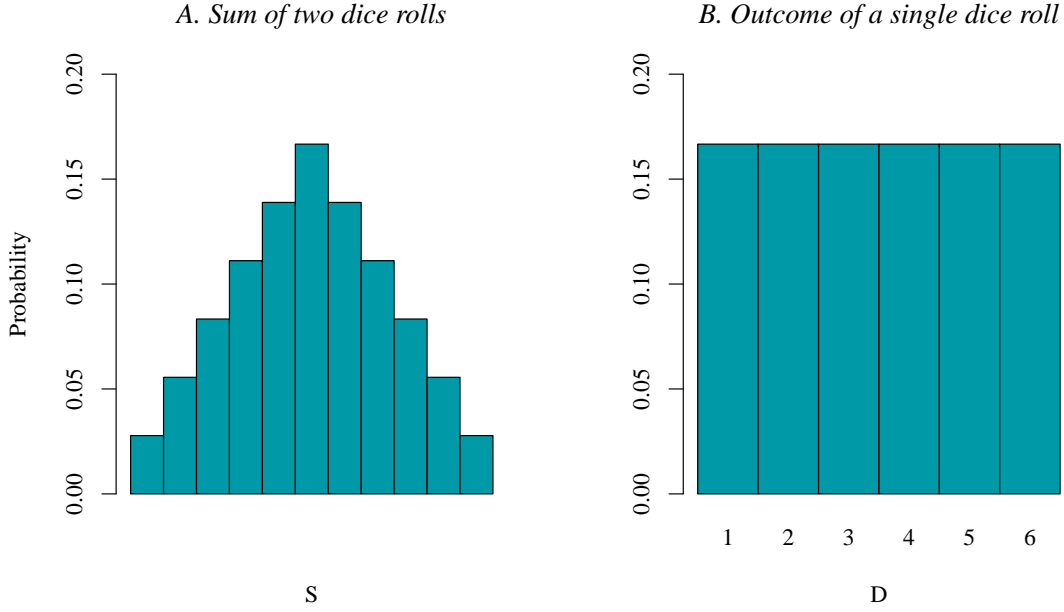 A. Sum of two dice rolls
Probability
0.20
0.15
0.10
0.05
0.00
S
B. Outcome of a single dice roll
0.20
0.15
0.10
0.05
0.00
1 2 3 4 5 6
D